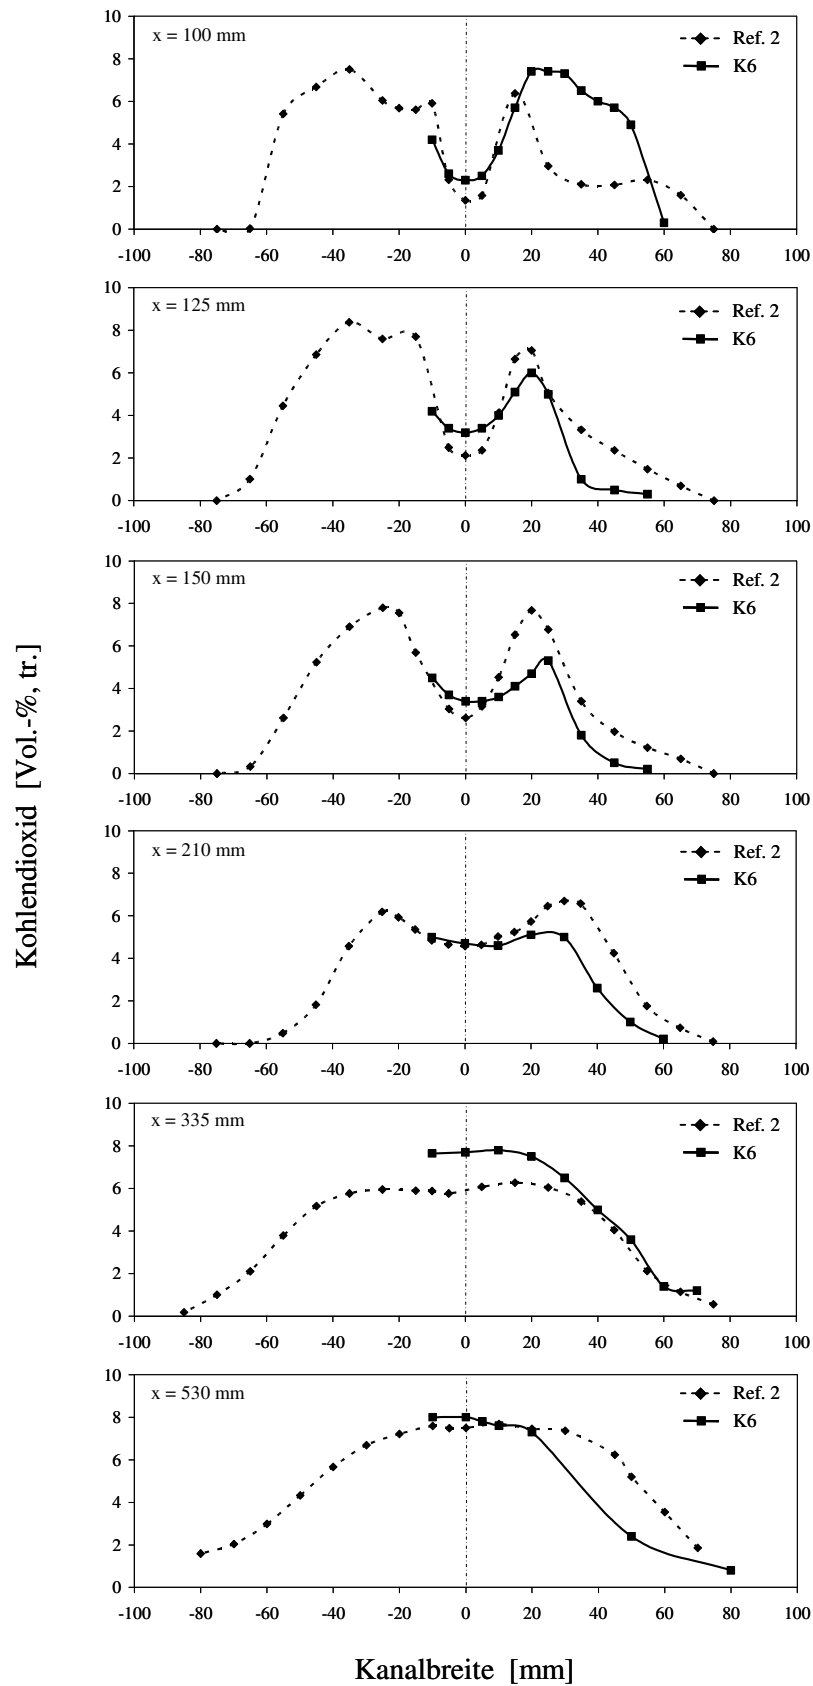 10
x = 100 mm
Ref. 2
8
K6
6
4
2
0
-100 -80 -60 -40 -20 0 20 40 60 80 100
10
x = 125 mm
Ref. 2
8
K6
6
4
2
0
-100 -80 -60 -40 -20 0 20 40 60 80 100
10
x = 150 mm
Ref. 2
8
K6
6
4
2
0
-100 -80 -60 -40 -20 0 20 40 60 80 100
10
x = 210 mm
Ref. 2
8
K6
6
4
2
0
-100 -80 -60 -40 -20 0 20 40 60 80 100
10
x = 335 mm
Ref. 2
8
K6
6
4
2
0
-100 -80 -60 -40 -20 0 20 40 60 80 100
10
x = 530 mm
Ref. 2
8
K6
6
4
2
0
-100 -80 -60 -40 -20 0 20 40 60 80 100
Kohlendioxid [Vol.-%, tr.]
Kanalbreite [mm]